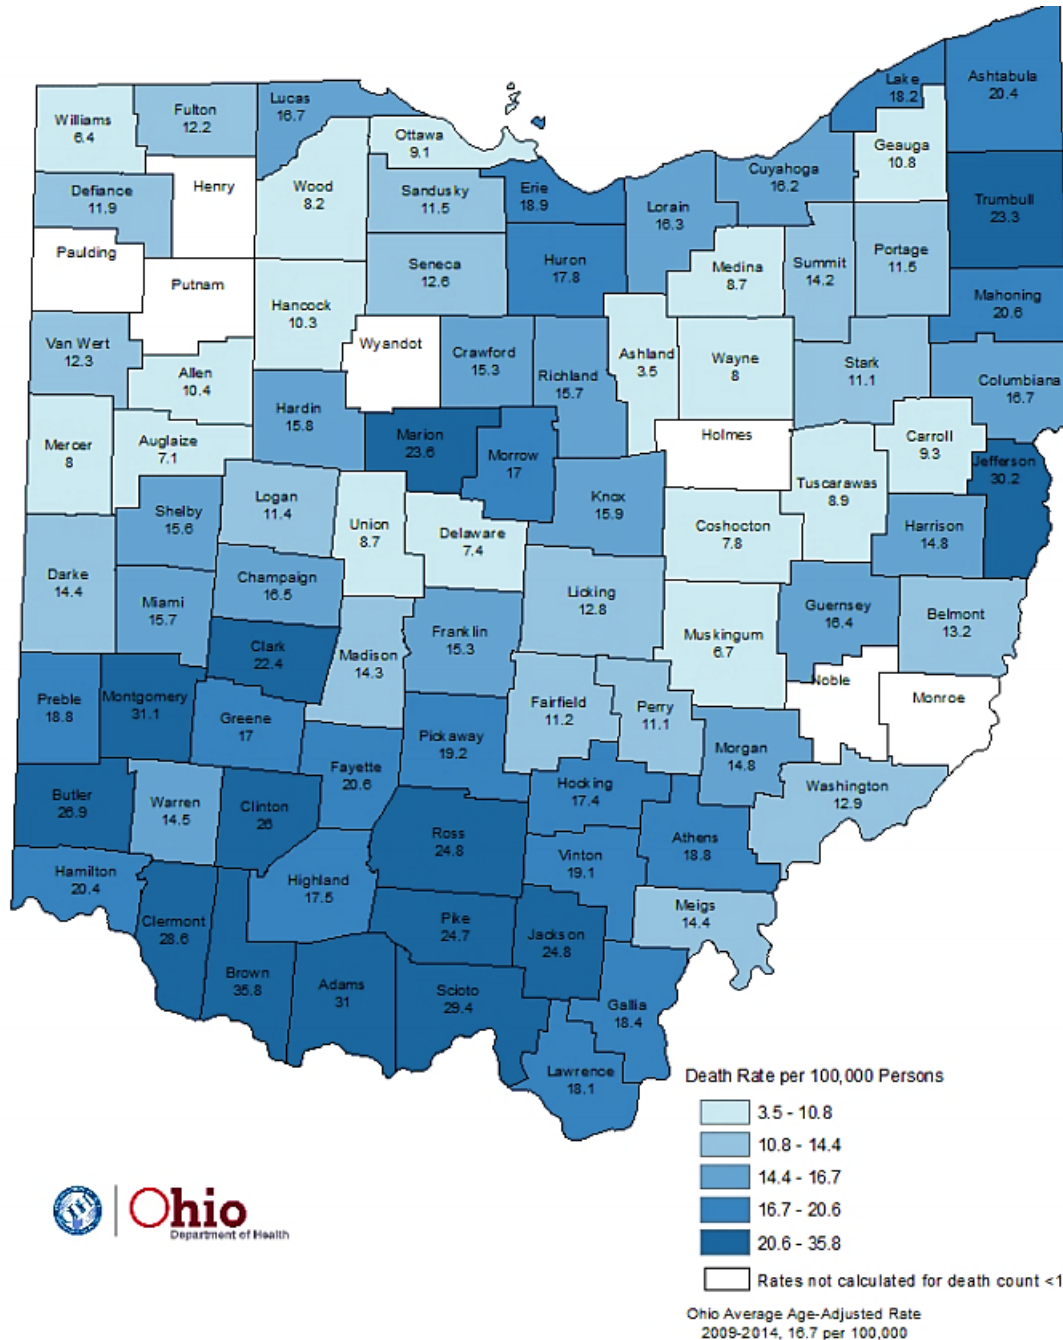 Lake
18.2
Ashtabula
20.4
Williams
6.4
Fulton
12.2
Lucas
16.7
Ottawa
9.1
Geauga
10.8
Cuyahoga
16.2
Defiance
11.9
Henry
Wood
8.2
Sandusky
11.5
Erie
18.9
Lorain
16.3
Trumbull
23.3
Paulding
Putnam
Seneca
12.6
Huron
17.8
Medina
8.7
Summit
14.2
Portage
11.5
Hancock
10.3
Mahoning
20.6
Van Wert
12.3
Wyandot
Crawford
15.3
Richland
15.7
Ashland
3.5
Wayne
8
Stark
11.1
Columbiana
16.7
Allen
10.4
Hardin
15.8
Mercer
8
Auglaize
7.1
Marion
23.6
Morrow
17
Holmes
Carroll
9.3
Jefferson
30.2
Tuscarawas
8.9
Logan
11.4
Shelby
15.6
Union
8.7
Delaware
7.4
Knox
15.9
Coshocton
7.8
Harrison
14.8
Darke
14.4
Champaign
16.5
Miami
15.7
Licking
12.8
Guernsey
16.4
Belmont
13.2
Clark
22.4
Madison
14.3
Franklin
15.3
Muskingum
6.7
Preble
18.8
Montgomery
31.1
Greene
17
Fairfield
11.2
Perry
11.1
Noble
Monroe
Pickaway
19.2
Morgan
14.8
Fayette
20.6
Hocking
17.4
Washington
12.9
Butler
26.9
Warren
14.5
Clinton
26
Ross
24.8
Athens
18.8
Vinton
19.1
Hamilton
20.4
Highland
17.5
Clermont
28.6
Pike
24.7
Jackson
24.8
Meigs
14.4
Brown
35.8
Adams
31
Scioto
29.4
Gallia
18.4
Lawrence
18.1
Death Rate per 100,000 Persons
3.5 - 10.8
10.8 - 14.4
14.4 - 16.7
16.7 - 20.6
20.6 - 35.8
Rates not calculated for death count <1
Ohio
Department of Health
Ohio Average Age-Adjusted Rate
2009-2014, 16.7 per 100,000